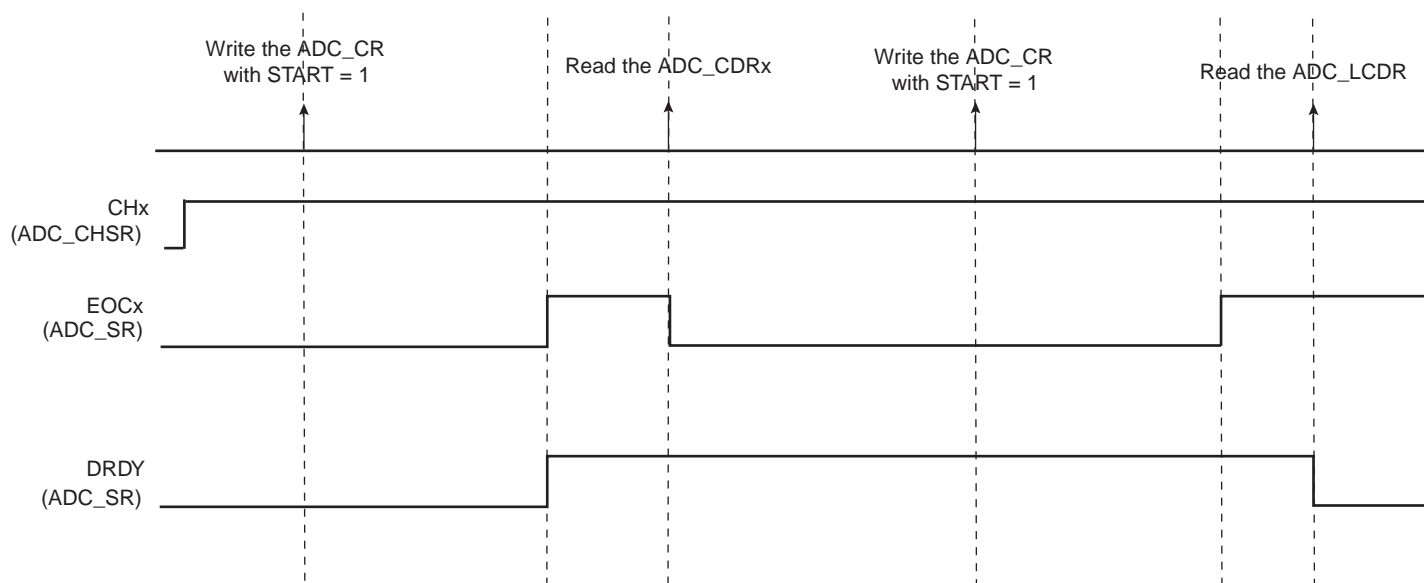 Write the ADC_CR
with START = 1
Read the ADC_CDRx
Write the ADC_CR
with START = 1
Read the ADC_LCDR
CHx
(ADC_CHSR)
EOCx
(ADC_SR)
DRDY
(ADC_SR)